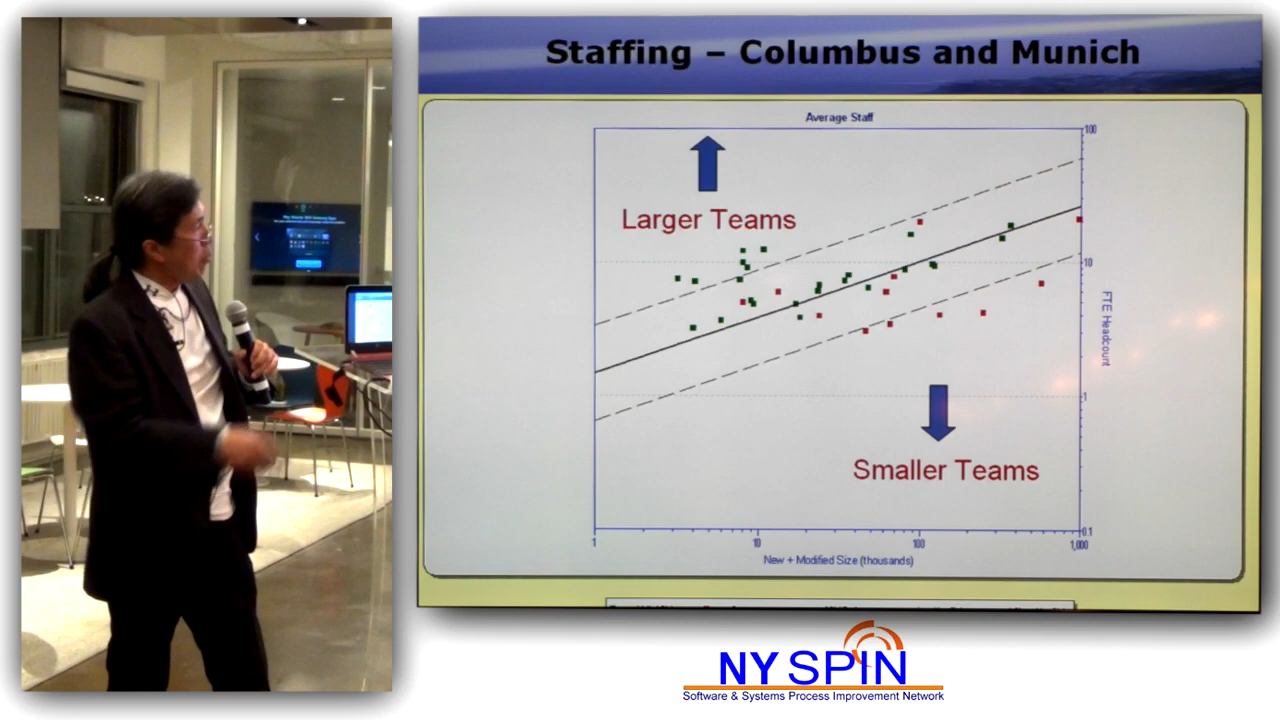 Staffing – Columbus and Munich
Average Staff
100
Larger Teams
10
FTE Headcount
1
Smaller Teams
0.1
1
10
100
1,000
New + Modified Size (thousands)
NY SPIN
Software & Systems Process Improvement Network